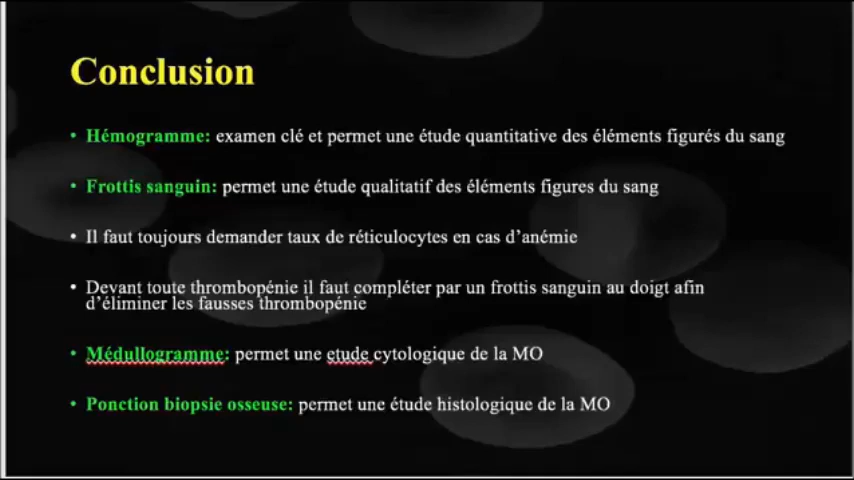 Conclusion
• Hémogramme: examen clé et permet une étude quantitative des éléments figurés du sang
• Frottis sanguin: permet une étude qualitatif des éléments figures du sang
• Il faut toujours demander taux de réticulocytes en cas d'anémie
• Devant toute thrombopénie il faut compléter par un frottis sanguin au doigt afin
d'éliminer les fausses thrombopénie
• Médullogramme: permet une etude cytologique de la MO
• Ponction biopsie osseuse: permet une étude histologique de la MO